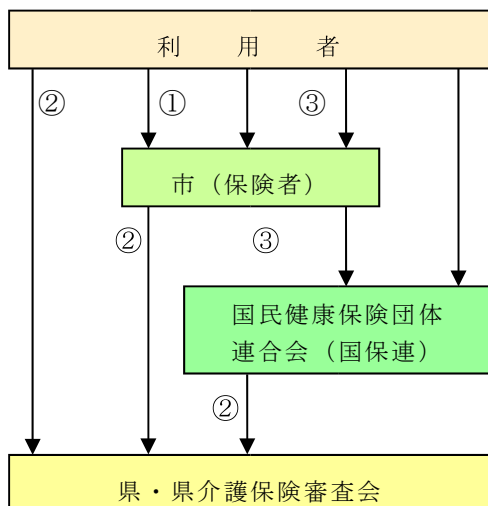 利用者
② ① ③
市（保険者）
② ③
国民健康保険団体
連合会（国保連）
②
県・県介護保険審査会